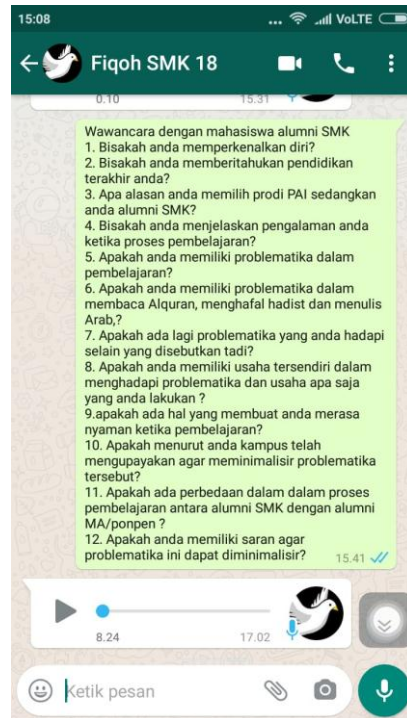 15:08
... VoLTE
Fiqoh SMK 18
0.10 15.31
Wawancara dengan mahasiswa alumni SMK
1. Bisakah anda memperkenalkan diri?
2. Bisakah anda memberitahukan pendidikan
terakhir anda?
3. Apa alasan anda memilih prodi PAI sedangkan
anda alumni SMK?
4. Bisakah anda menjelaskan pengalaman anda
ketika proses pembelajaran?
5. Apakah anda memiliki problematika dalam
pembelajaran?
6. Apakah anda memiliki problematika dalam
membaca Alquran, menghafal hadist dan menulis
Arab,?
7. Apakah ada lagi problematika yang anda hadapi
selain yang disebutkan tadi?
8. Apakah anda memiliki usaha tersendiri dalam
menghadapi problematika dan usaha apa saja
yang anda lakukan ?
9.apakah ada hal yang membuat anda merasa
nyaman ketika pembelajaran?
10. Apakah menurut anda kampus telah
mengupayakan agar meminimalisir problematika
tersebut?
11. Apakah ada perbedaan dalam dalam proses
pembelajaran antara alumni SMK dengan alumni
MA/ponpen ?
12. Apakah anda memiliki saran agar
problematika ini dapat diminimalisir? 15.41
8.24 17.02
Ketik pesan